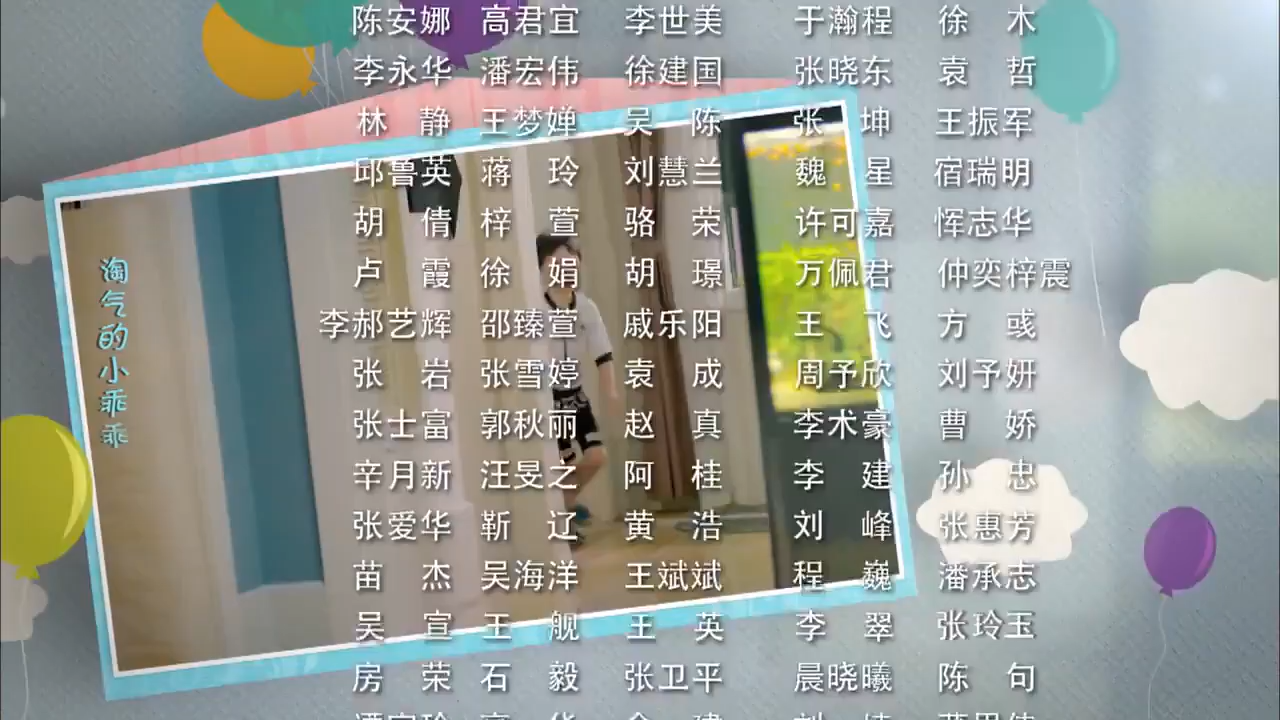 陈安娜 高君宜 李世美 于瀚程 徐木
李永华 潘宏伟 徐建国 张晓东 袁哲
林静 王梦婵 吴陈 张坤 王振军
邱鲁英 蒋玲 刘慧兰 魏星 宿瑞明
胡倩 梓萱 骆荣 许可嘉 恽志华
卢霞 徐娟 胡璟 万佩君 仲奕梓震
李郝艺辉 邵臻萱 戚乐阳 王飞 方彧
张岩 张雪婷 袁成 周予欣 刘予妍
张士富 郭秋丽 赵真 李术豪 曹娇
辛月新 汪旻之 阿桂 李建 孙忠
张爱华 靳辽 黄浩 刘峰 张惠芳
苗杰 吴海洋 王斌斌 程巍 潘承志
吴宣 王舰 王英 李翠 张玲玉
房荣 石毅 张卫平 晨晓曦 陈句
淘气的小乖乖